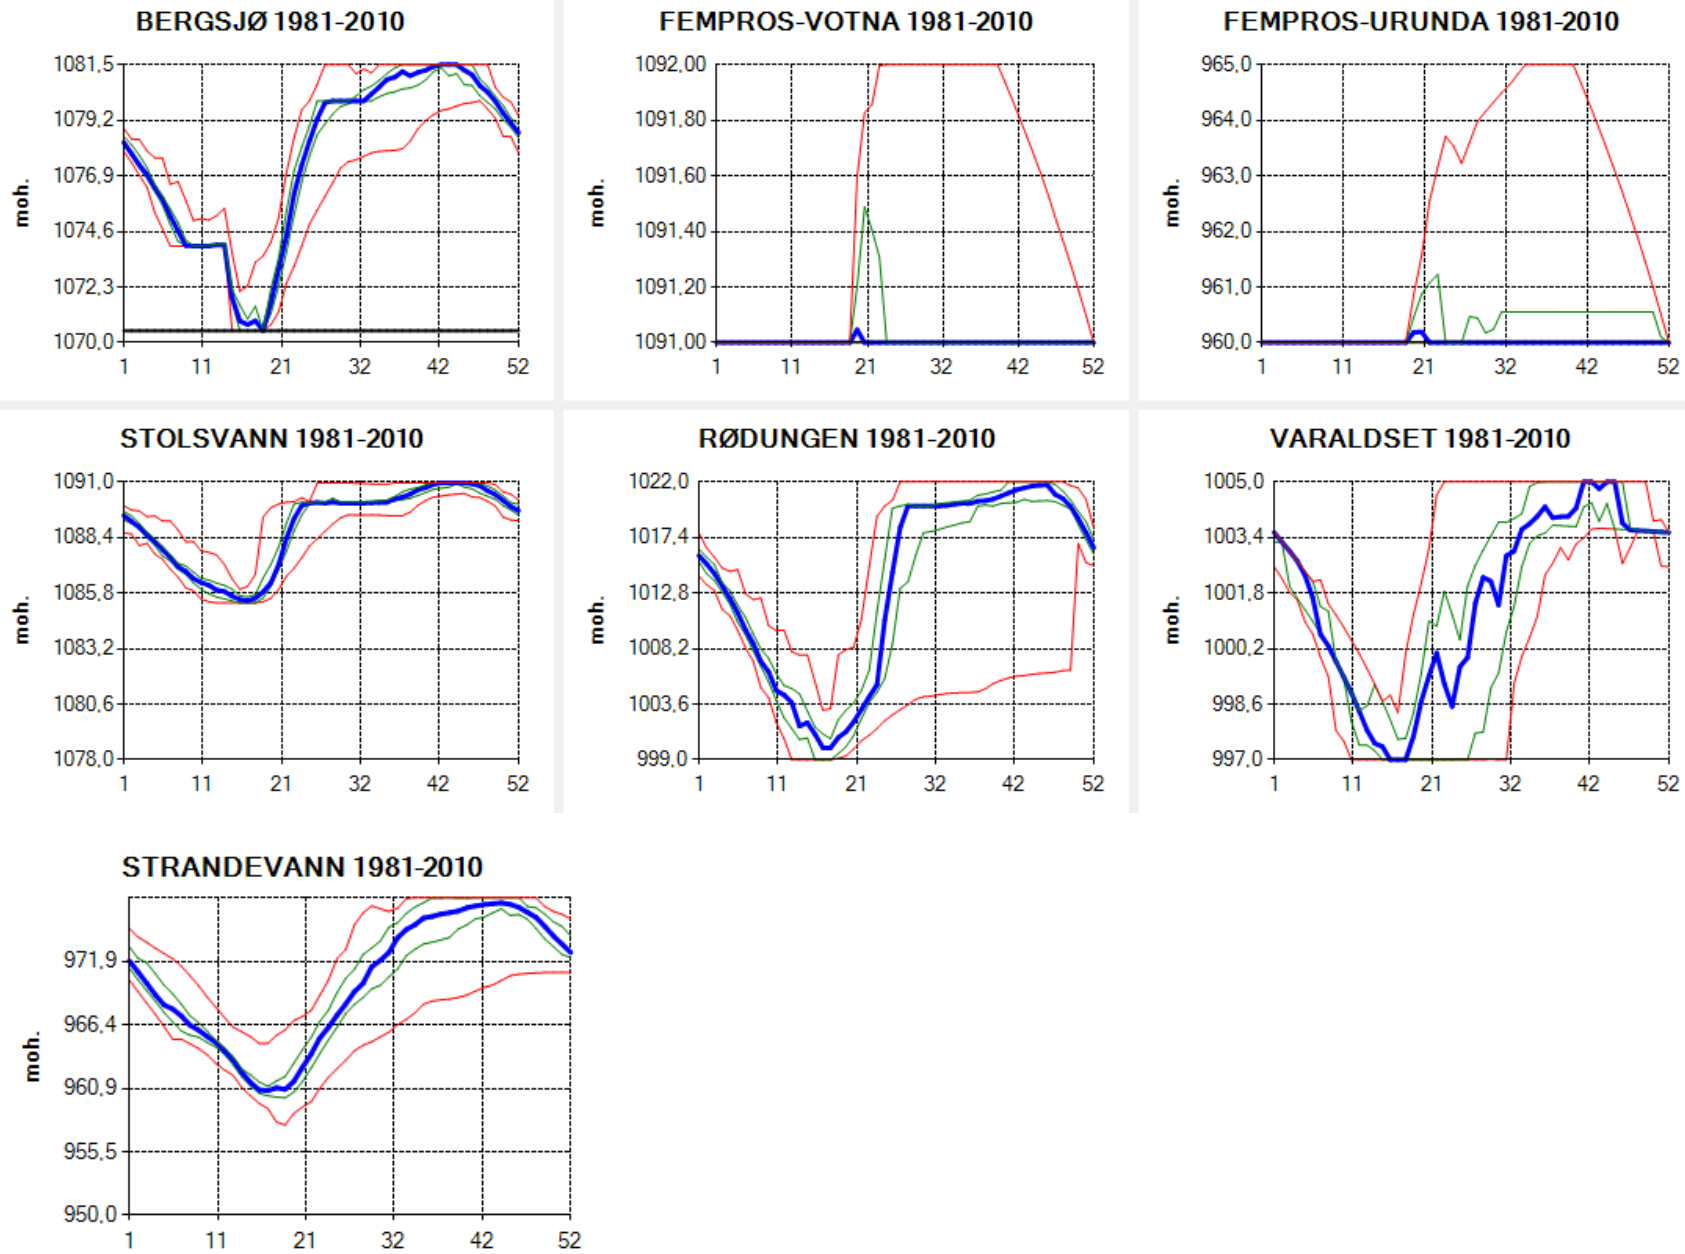 BERGSJØ 1981-2010
1081,5
1079,2
1076,9
1074,6
1072,3
1070,0
moh.
1 11 21 32 42 52
FEMPROS-VOTNA 1981-2010
1092,00
1091,80
1091,60
1091,40
1091,20
1091,00
moh.
1 11 21 32 42 52
FEMPROS-URUNDA 1981-2010
965,0
964,0
963,0
962,0
961,0
960,0
moh.
1 11 21 32 42 52
STOLSVANN 1981-2010
1091,0
1088,4
1085,8
1083,2
1080,6
1078,0
moh.
1 11 21 32 42 52
RØDUNGEN 1981-2010
1022,0
1017,4
1012,8
1008,2
1003,6
999,0
moh.
1 11 21 32 42 52
VARALDSET 1981-2010
1005,0
1003,4
1001,8
1000,2
998,6
997,0
moh.
1 11 21 32 42 52
STRANDEVANN 1981-2010
971,9
966,4
960,9
955,5
950,0
moh.
1 11 21 32 42 52